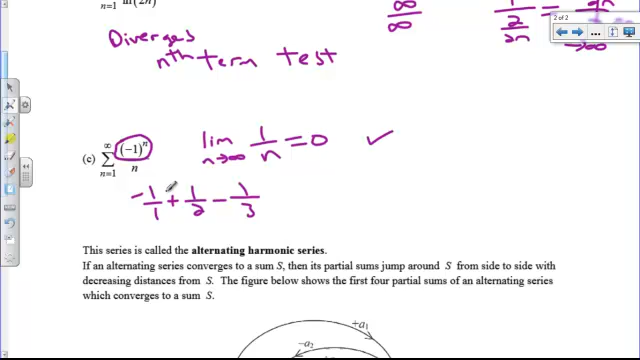 n=1 ln(2n)
∞/∞
1/(2/2n) = 2n
→∞
2 of 2
Diverges
nth term test
(c) ∑_{n=1}^{∞} (-1)^n/n lim_{n→∞} 1/n = 0 ✓
-1/1 + 1/2 - 1/3
This series is called the alternating harmonic series.
If an alternating series converges to a sum S, then its partial sums jump around S from side to side with
decreasing distances from S. The figure below shows the first four partial sums of an alternating series
which converges to a sum S.
+a₁
−a₂